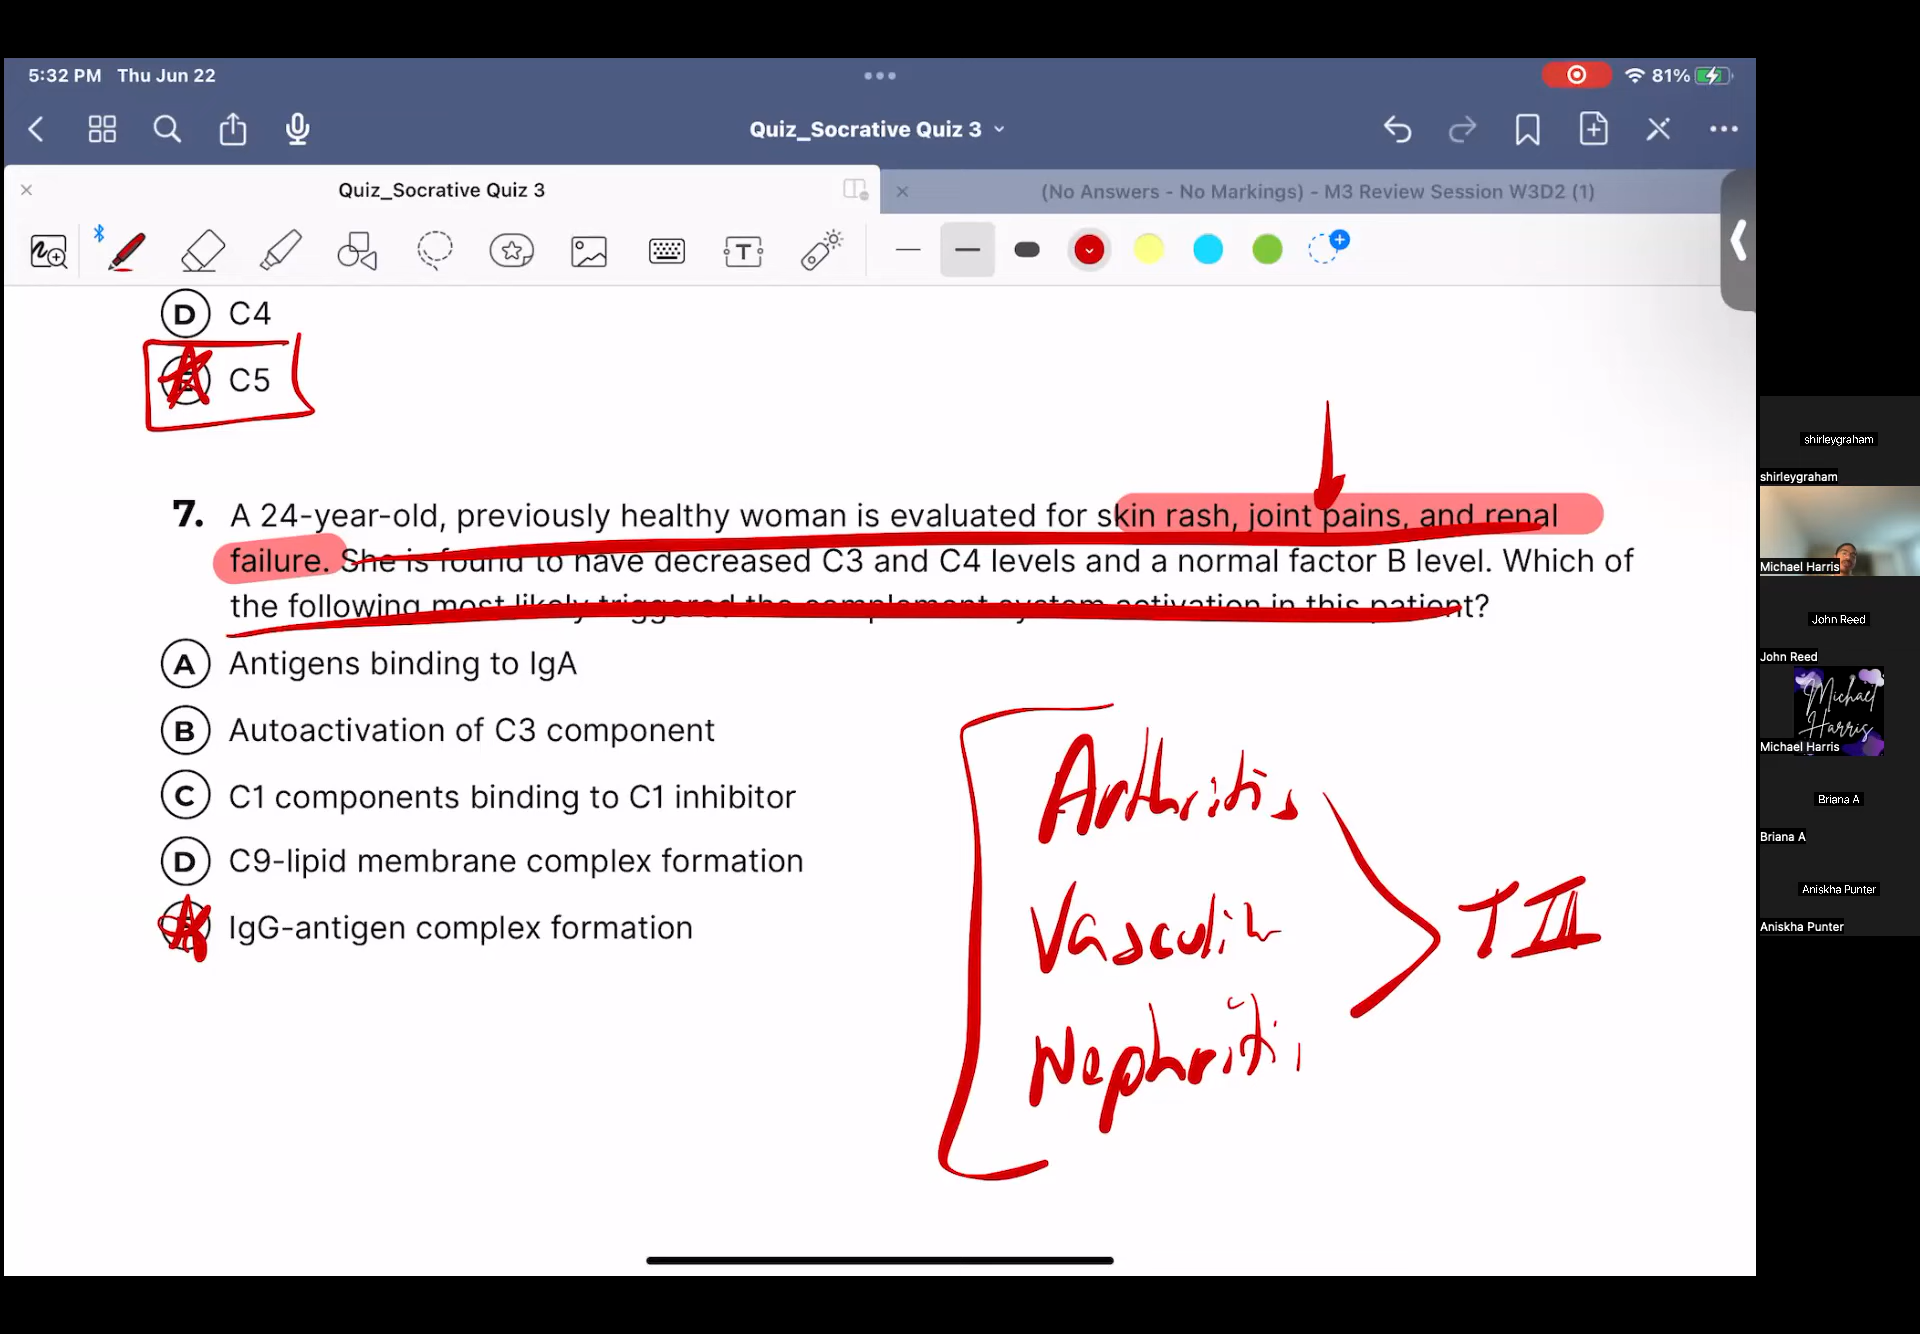 5:32 PM Thu Jun 22
81%
Quiz_Socrative Quiz 3
Quiz_Socrative Quiz 3
(No Answers - No Markings) - M3 Review Session W3D2 (1)
D C4
C5
7. A 24-year-old, previously healthy woman is evaluated for skin rash, joint pains, and renal
failure. She is found to have decreased C3 and C4 levels and a normal factor B level. Which of
the following most likely triggered the complement system activation in this patient?
A Antigens binding to IgA
B Autoactivation of C3 component
C C1 components binding to C1 inhibitor
D C9-lipid membrane complex formation
IgG-antigen complex formation
Arthritis
Vasculitis
Nephritis
TIII
shirleygraham
shirleygraham
Michael Harris
John Reed
John Reed
Michael
Harris
Michael Harris
Briana A
Briana A
Aniskha Punter
Aniskha Punter